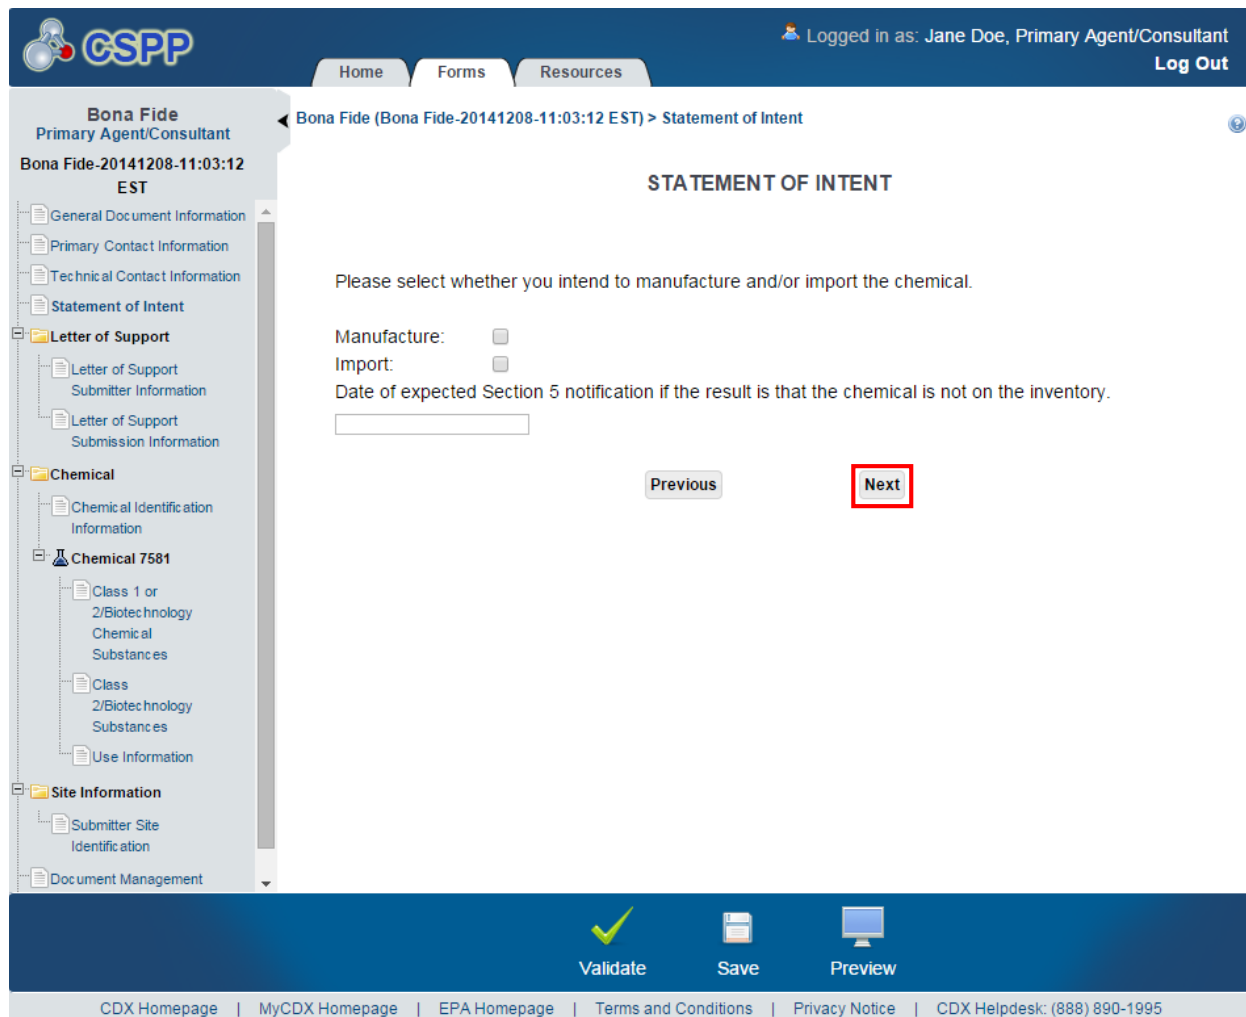 CSPP
Logged in as: Jane Doe, Primary Agent/Consultant
Log Out
Home
Forms
Resources
Bona Fide
Primary Agent/Consultant
Bona Fide-20141208-11:03:12
EST
General Document Information
Primary Contact Information
Technical Contact Information
Statement of Intent
Letter of Support
Letter of Support
Submitter Information
Letter of Support
Submission Information
Chemical
Chemical Identification
Information
Chemical 7581
Class 1 or
2/Biotechnology
Chemical
Substances
Class
2/Biotechnology
Substances
Use Information
Site Information
Submitter Site
Identification
Document Management
Bona Fide (Bona Fide-20141208-11:03:12 EST) > Statement of Intent
STATEMENT OF INTENT
Please select whether you intend to manufacture and/or import the chemical.
Manufacture:
Import:
Date of expected Section 5 notification if the result is that the chemical is not on the inventory.
Previous
Next
Validate
Save
Preview
CDX Homepage | MyCDX Homepage | EPA Homepage | Terms and Conditions | Privacy Notice | CDX Helpdesk: (888) 890-1995